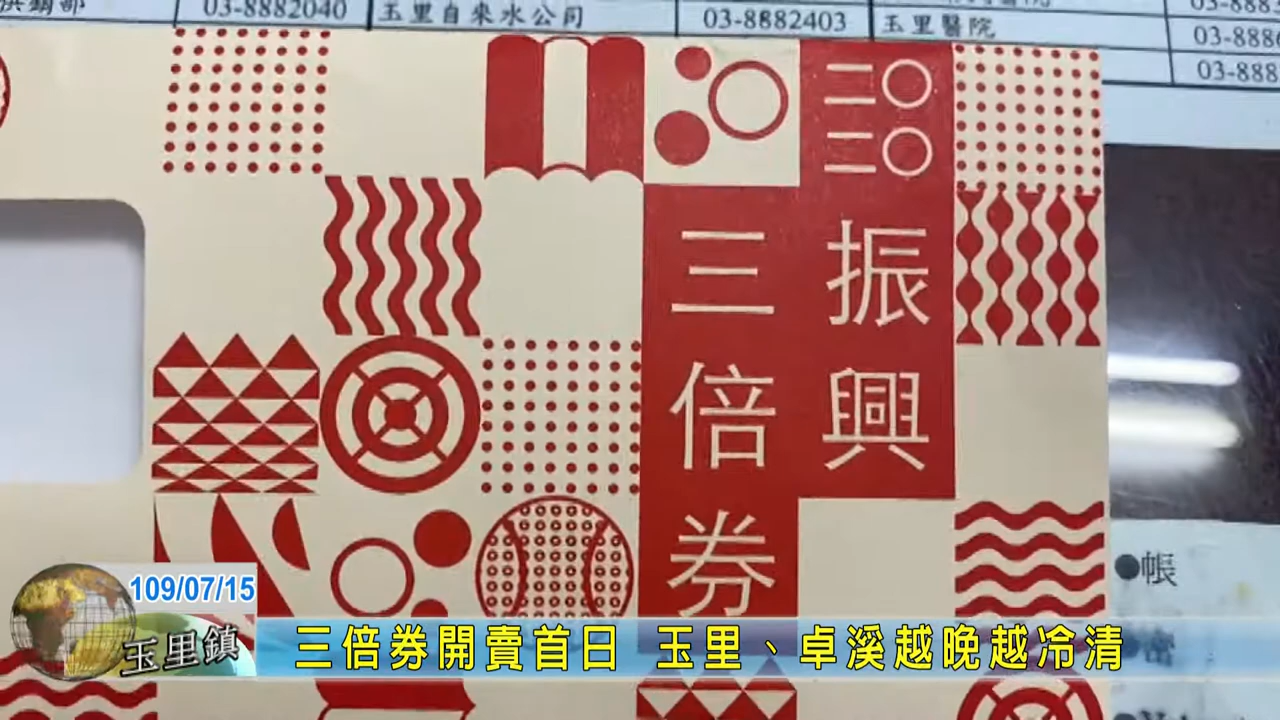 03-8882040
玉里自來水公司
03-8882403
玉里醫院
二〇二〇
振興
三倍券
帳
109/07/15
玉里鎮
三倍券開賣首日 玉里、卓溪越晚越冷清